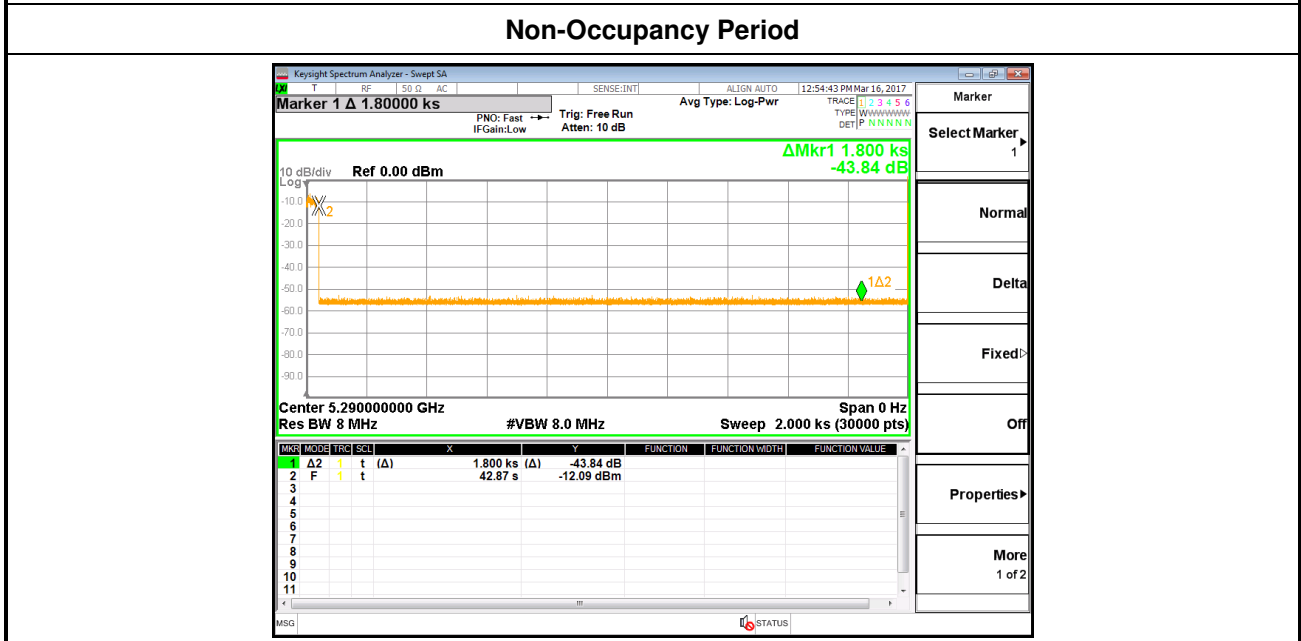 Non-Occupancy Period
Keysight Spectrum Analyzer - Swept SA
LXI T RF 50 Ω AC SENSE:INT ALIGN AUTO 12:54:43 PM Mar 16, 2017
Marker 1 Δ 1.80000 ks
PNO: Fast
IFGain:Low
Trig: Free Run
Atten: 10 dB
Avg Type: Log-Pwr
TRACE 1 2 3 4 5 6
TYPE WWWWWW
DET P N N N N N
ΔMkr1 1.800 ks
-43.84 dB
10 dB/div Ref 0.00 dBm
Log
-10.0
-20.0
-30.0
-40.0
-50.0
-60.0
-70.0
-80.0
-90.0
2
1Δ2
Center 5.290000000 GHz Span 0 Hz
Res BW 8 MHz #VBW 8.0 MHz Sweep 2.000 ks (30000 pts)
MKR MODE TRC SCL X Y FUNCTION FUNCTION WIDTH FUNCTION VALUE
1 Δ2 1 t (Δ) 1.800 ks (Δ) -43.84 dB
2 F 1 t 42.87 s -12.09 dBm
3
4
5
6
7
8
9
10
11
MSG STATUS
Marker
Select Marker
1
Normal
Delta
Fixed
Off
Properties
More
1 of 2